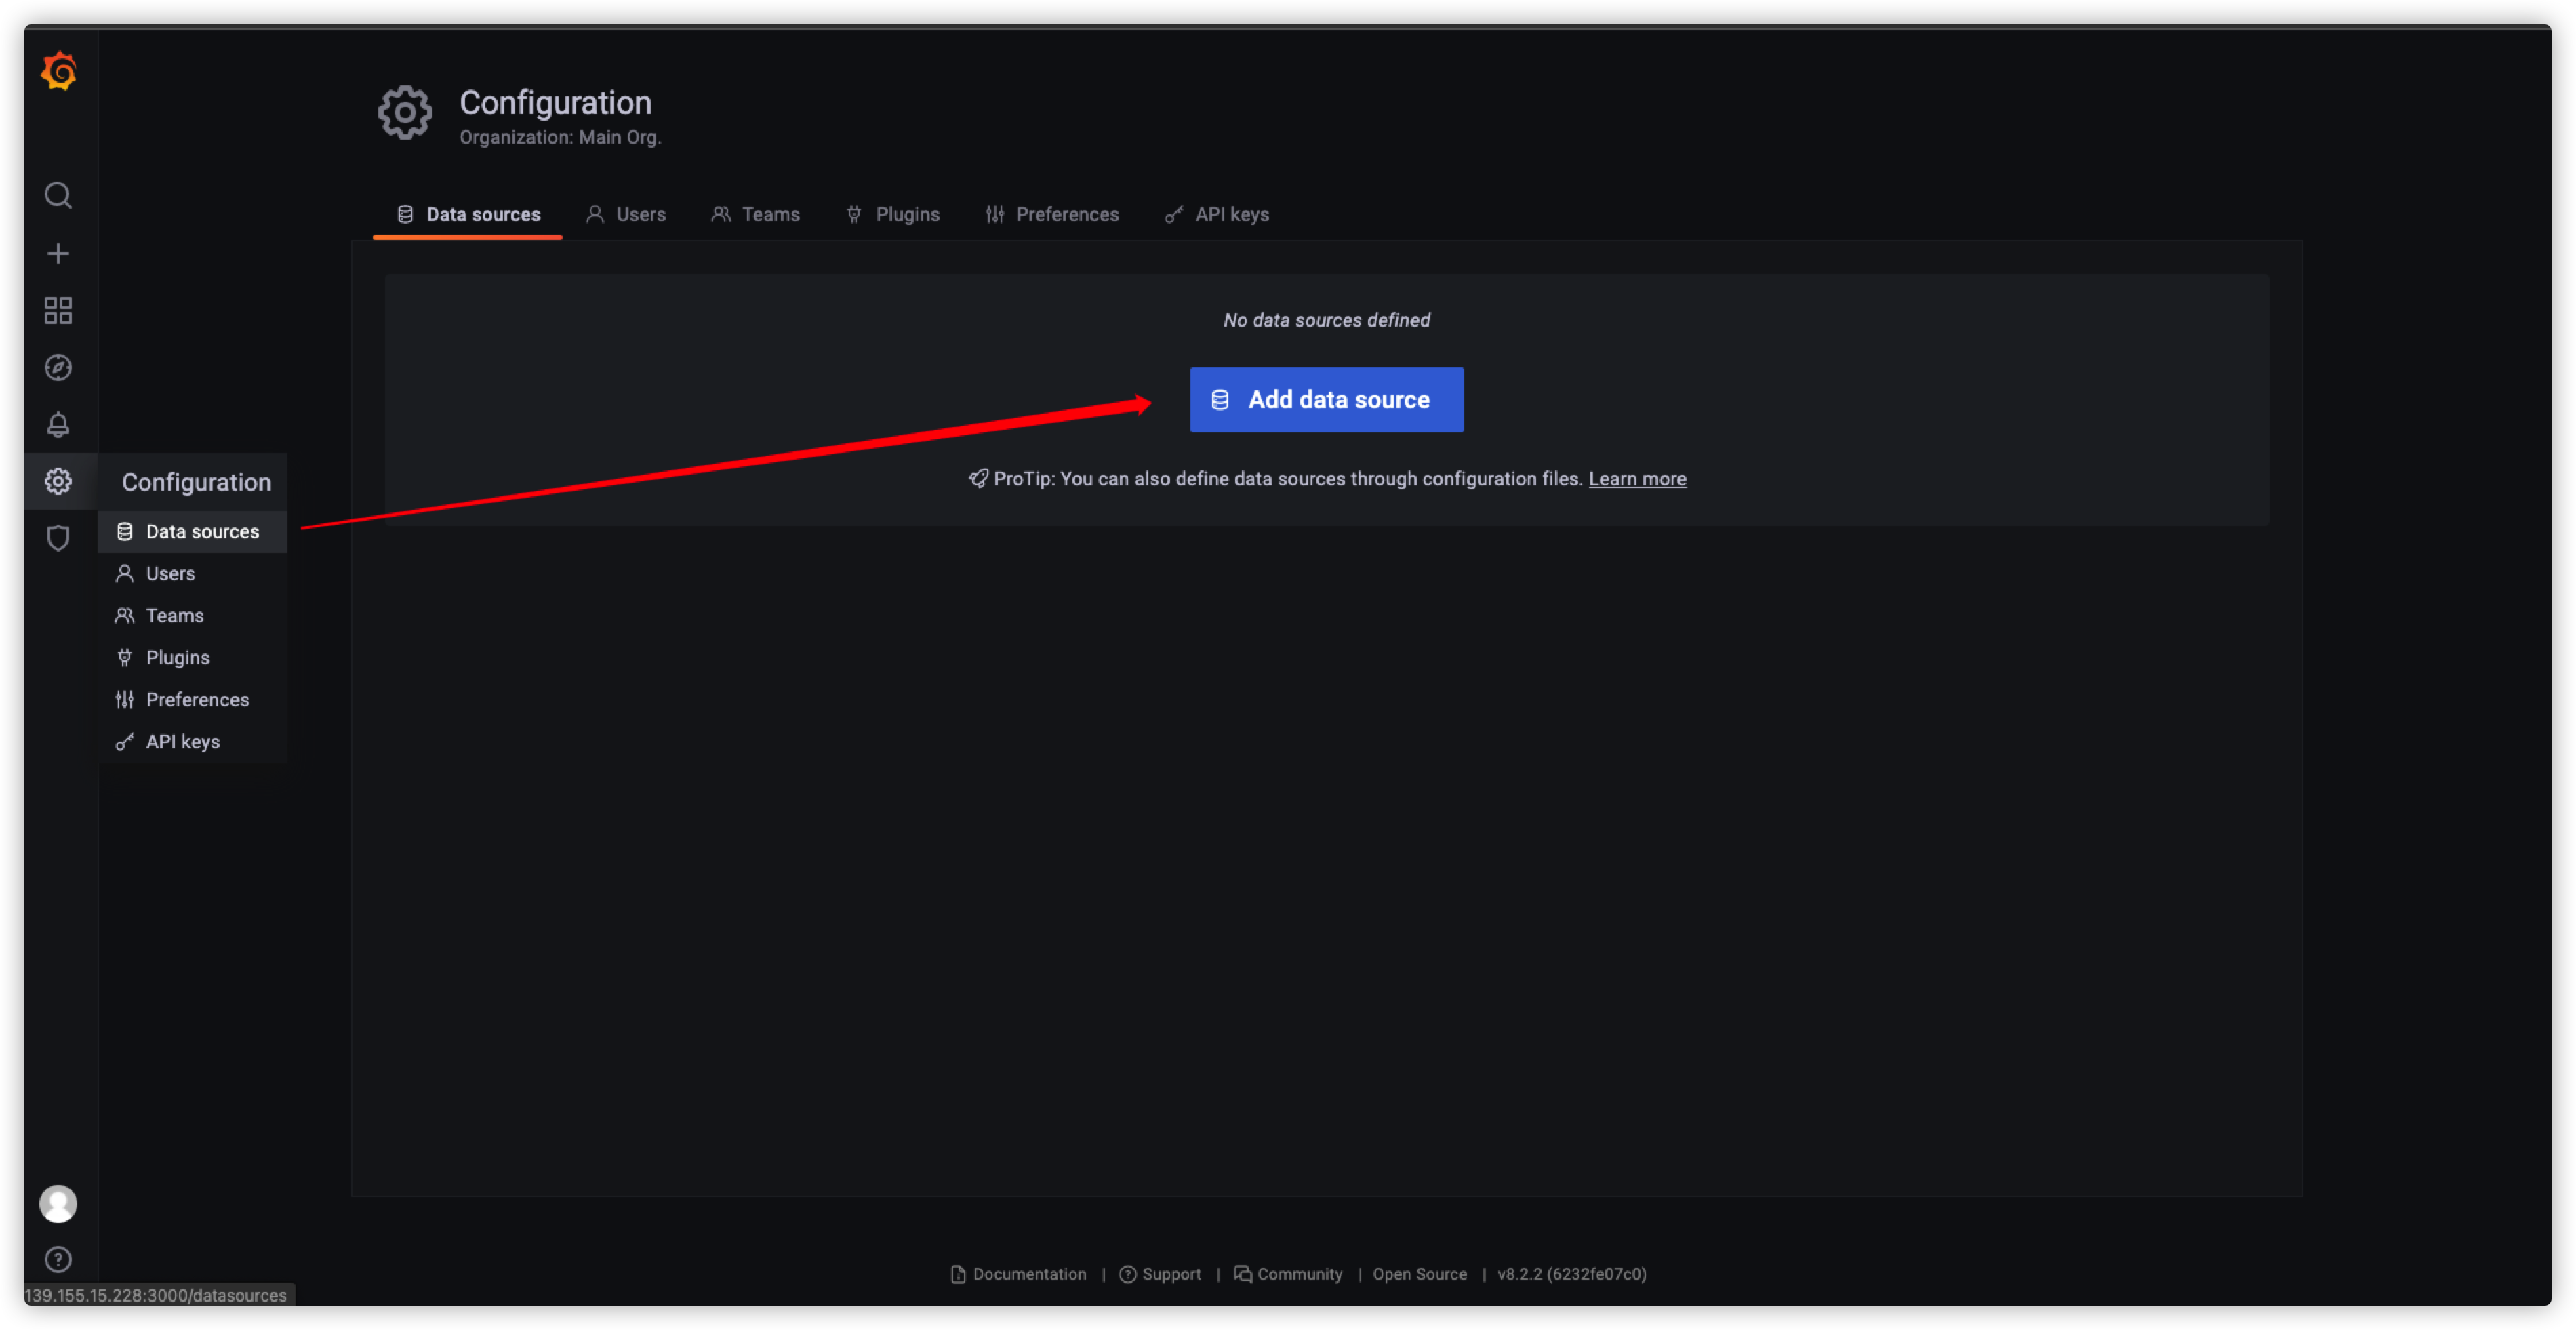 Configuration
Organization: Main Org.
Data sources Users Teams Plugins Preferences API keys
No data sources defined
Add data source
ProTip: You can also define data sources through configuration files. Learn more
Configuration
Data sources
Users
Teams
Plugins
Preferences
API keys
Documentation | Support | Community | Open Source | v8.2.2 (6232fe07c0)
139.155.15.228:3000/datasources